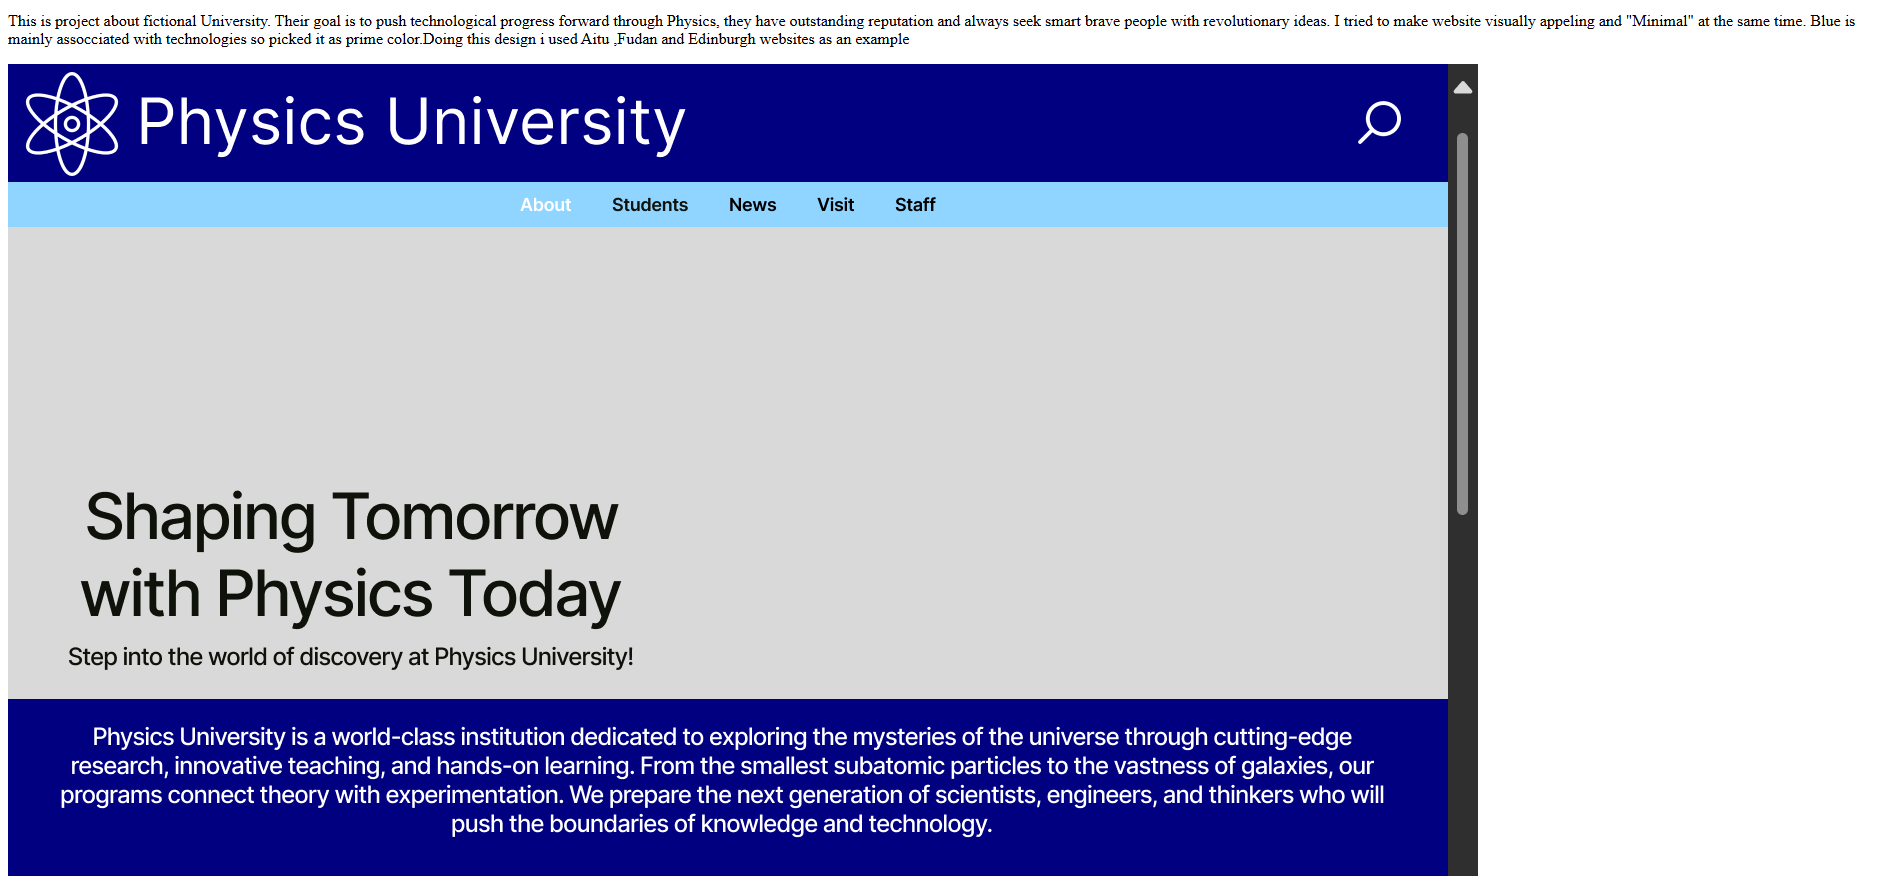 This is project about fictional University. Their goal is to push technological progress forward through Physics, they have outstanding reputation and always seek smart brave people with revolutionary ideas. I tried to make website visually appeling and "Minimal" at the same time. Blue is
mainly assocciated with technologies so picked it as prime color.Doing this design i used Aitu ,Fudan and Edinburgh websites as an example
Physics University
About Students News Visit Staff
Shaping Tomorrow
with Physics Today
Step into the world of discovery at Physics University!
Physics University is a world-class institution dedicated to exploring the mysteries of the universe through cutting-edge
research, innovative teaching, and hands-on learning. From the smallest subatomic particles to the vastness of galaxies, our
programs connect theory with experimentation. We prepare the next generation of scientists, engineers, and thinkers who will
push the boundaries of knowledge and technology.